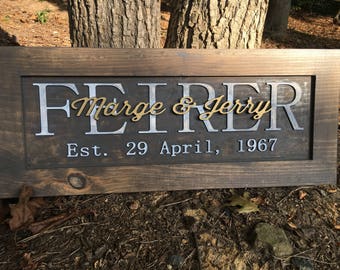 FEIRER
Marge & Jerry
Est. 29 April, 1967